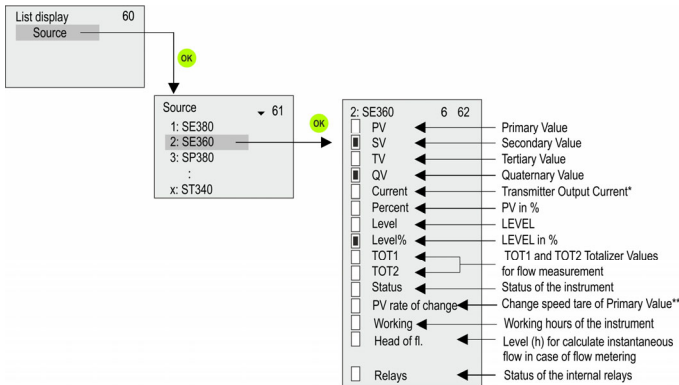 List display 60
Source
OK
Source 61
1: SE380
2: SE360
3: SP380
:
x: ST340
OK
2: SE360 6 62
PV Primary Value
SV Secondary Value
TV Tertiary Value
QV Quaternary Value
Current Transmitter Output Current*
Percent PV in %
Level LEVEL
Level% LEVEL in %
TOT1 TOT1 and TOT2 Totalizer Values
TOT2 for flow measurement
Status Status of the instrument
PV rate of change Change speed tare of Primary Value**
Working Working hours of the instrument
Head of fl. Level (h) for calculate instantaneous
flow in case of flow metering
Relays Status of the internal relays